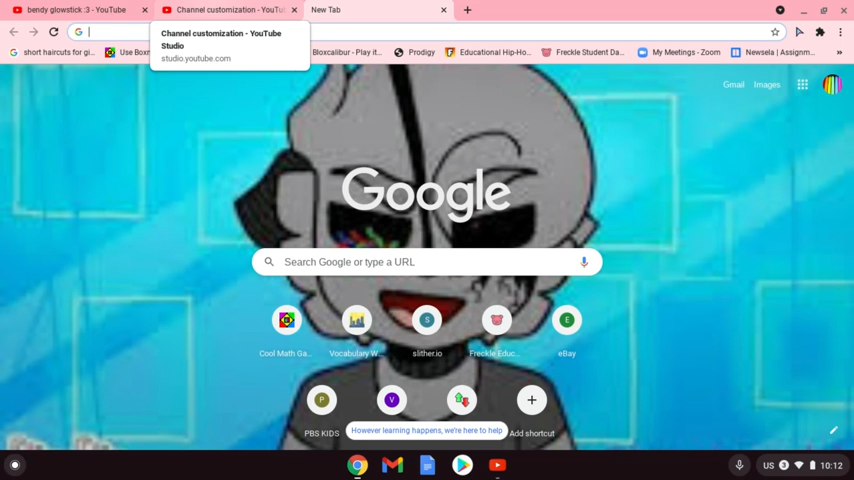 bendy glowstick :3 - YouTube
Channel customization - YouTu
New Tab
Channel customization - YouTube
Studio
studio.youtube.com
short haircuts for gi...
Use Boxm
Bloxcalibur - Play it...
Prodigy
Educational Hip-Ho...
Freckle Student Da...
My Meetings - Zoom
Newsela | Assignm...
»
Gmail
Images
Google
Search Google or type a URL
S
E
Cool Math Ga...
Vocabulary W...
slither.io
Freckle Educ...
eBay
P
V
PBS KIDS
However learning happens, we're here to help
Add shortcut
US
3
10:12